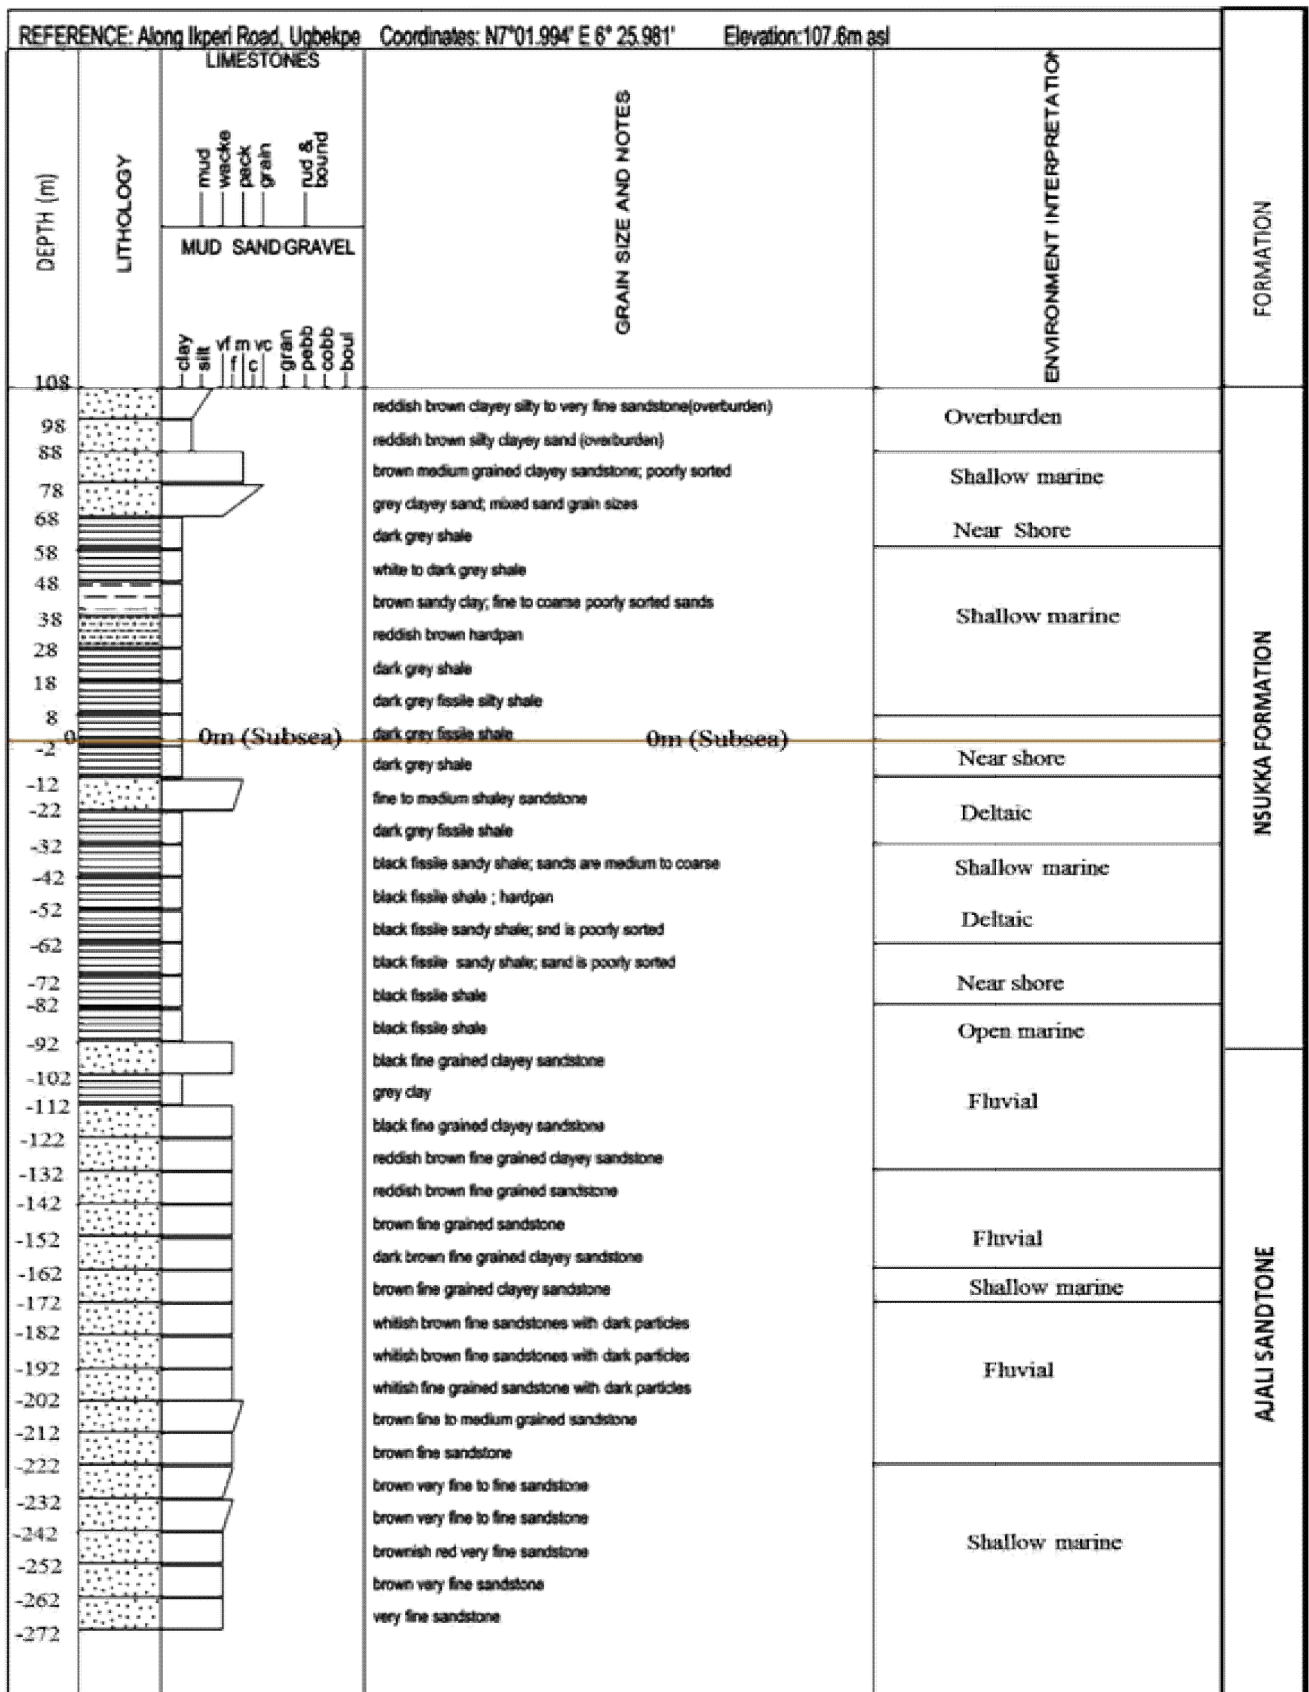 REFERENCE: Along Ikperi Road, Ugbekpe Coordinates: N7°01.994' E 6° 25.981' Elevation:107.6m asl
DEPTH (m)
LITHOLOGY
LIMESTONES
mud
wacke
pack
grain
rud &
bound
MUD SAND GRAVEL
clay
silt
vf
f
m
c
vc
gran
pebb
cobb
boul
GRAIN SIZE AND NOTES
ENVIRONMENT INTERPRETATION
FORMATION
108
reddish brown clayey silty to very fine sandstone(overburden)
Overburden
98
reddish brown silty clayey sand (overburden)
88
brown medium grained clayey sandstone; poorly sorted
Shallow marine
78
grey clayey sand; mixed sand grain sizes
68
dark grey shale
Near Shore
58
white to dark grey shale
48
brown sandy clay; fine to coarse poorly sorted sands
Shallow marine
38
reddish brown hardpan
28
dark grey shale
18
dark grey fissile silty shale
8
0
0m (Subsea)
dark grey fissile shale
0m (Subsea)
-2
dark grey shale
Near shore
-12
fine to medium shaley sandstone
Deltaic
-22
dark grey fissile shale
-32
black fissile sandy shale; sands are medium to coarse
Shallow marine
-42
black fissile shale ; hardpan
-52
black fissile sandy shale; snd is poorly sorted
Deltaic
-62
black fissile sandy shale; sand is poorly sorted
-72
black fissile shale
Near shore
-82
black fissile shale
Open marine
-92
black fine grained clayey sandstone
-102
grey clay
Fluvial
-112
black fine grained clayey sandstone
-122
reddish brown fine grained clayey sandstone
-132
reddish brown fine grained sandstone
-142
brown fine grained sandstone
Fluvial
-152
dark brown fine grained clayey sandstone
-162
brown fine grained clayey sandstone
Shallow marine
-172
whitish brown fine sandstones with dark particles
-182
whitish brown fine sandstones with dark particles
Fluvial
-192
whitish fine grained sandstone with dark particles
-202
brown fine to medium grained sandstone
-212
brown fine sandstone
-222
brown very fine to fine sandstone
-232
brown very fine to fine sandstone
-242
brownish red very fine sandstone
Shallow marine
-252
brown very fine sandstone
-262
very fine sandstone
-272
NSUKKA FORMATION
AJALI SANDTONE